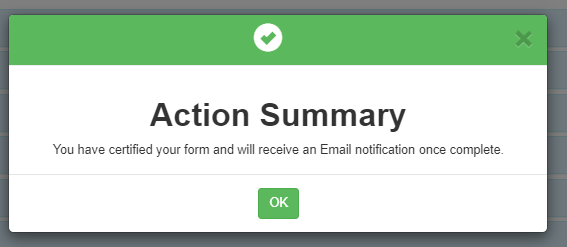 Action Summary
You have certified your form and will receive an Email notification once complete.
OK